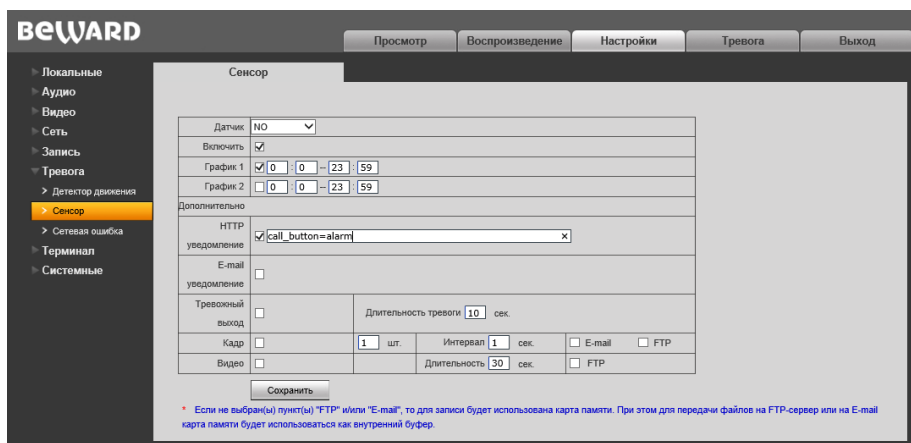 BEWARD
Просмотр Воспроизведение Настройки Тревога Выход
Локальные
Аудио
Видео
Сеть
Запись
Тревога
Детектор движения
Сенсор
Сетевая ошибка
Терминал
Системные
Сенсор
Датчик NO
Включить
График 1 0 : 0 -- 23 : 59
График 2 0 : 0 -- 23 : 59
Дополнительно
HTTP
уведомление call_button=alarm x
E-mail
уведомление
Тревожный
выход Длительность тревоги 10 сек.
Кадр 1 шт. Интервал 1 сек. E-mail FTP
Видео Длительность 30 сек. FTP
Сохранить
* Если не выбран(ы) пункт(ы) "FTP" и/или "E-mail", то для записи будет использована карта памяти. При этом для передачи файлов на FTP-сервер или на E-mail
карта памяти будет использоваться как внутренний буфер.